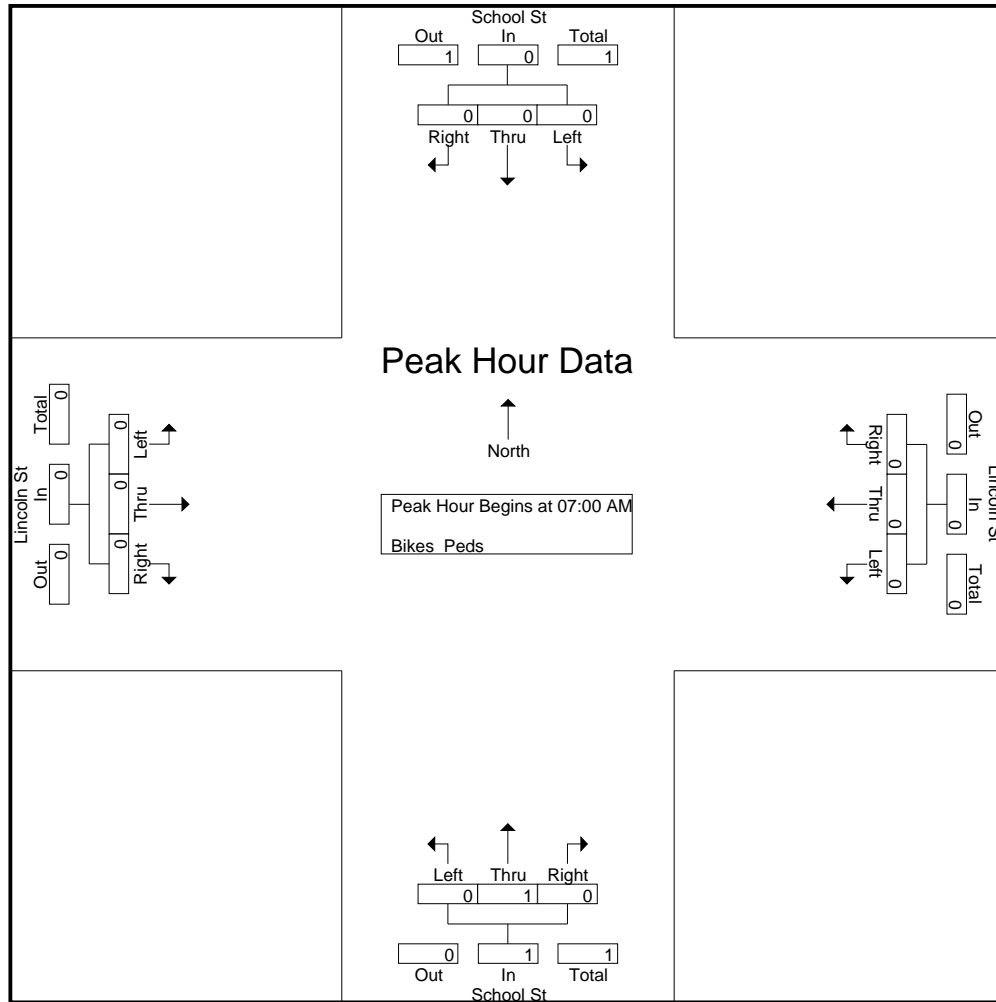 School St
Out In Total
1 0 1
0 0 0
Right Thru Left
Peak Hour Data
North
Peak Hour Begins at 07:00 AM
Bikes Peds
Lincoln St
Total In Out
0 0 0
0 0 0
Left Thru Right
Lincoln St
Out In Total
0 0 0
0 0 0
Right Thru Left
Left Thru Right
0 1 0
0 1 1
Out In Total
School St